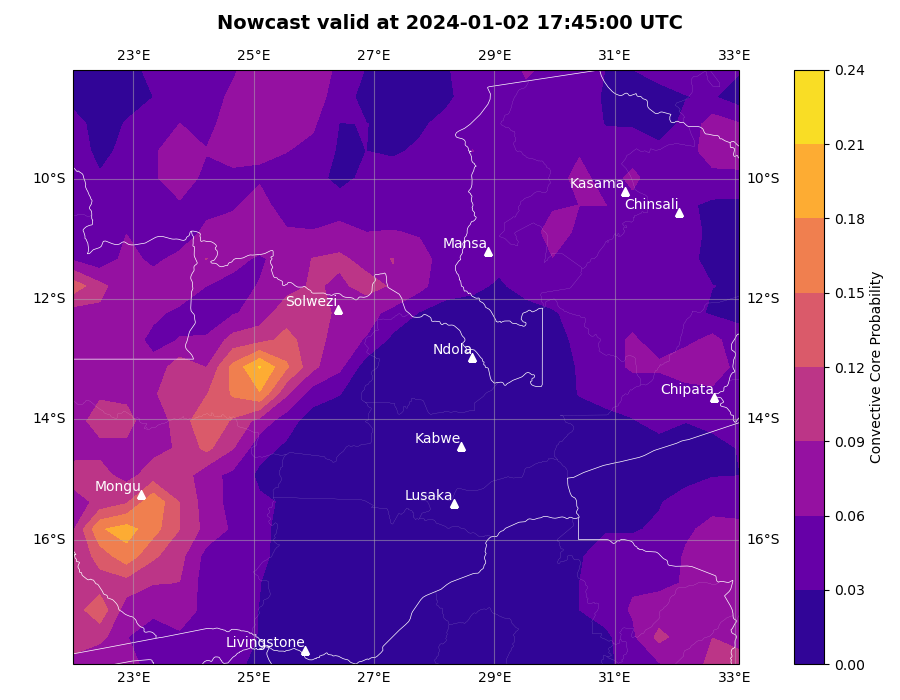 Nowcast valid at 2024-01-02 17:45:00 UTC
23°E 25°E 27°E 29°E 31°E 33°E
0.24
0.21
0.18
0.15
0.12
0.09
0.06
0.03
0.00
Convective Core Probability
10°S 10°S
12°S 12°S
14°S 14°S
16°S 16°S
Kasama
Chinsali
Mansa
Solwezi
Ndola
Chipata
Kabwe
Mongu
Lusaka
Livingstone
23°E 25°E 27°E 29°E 31°E 33°E